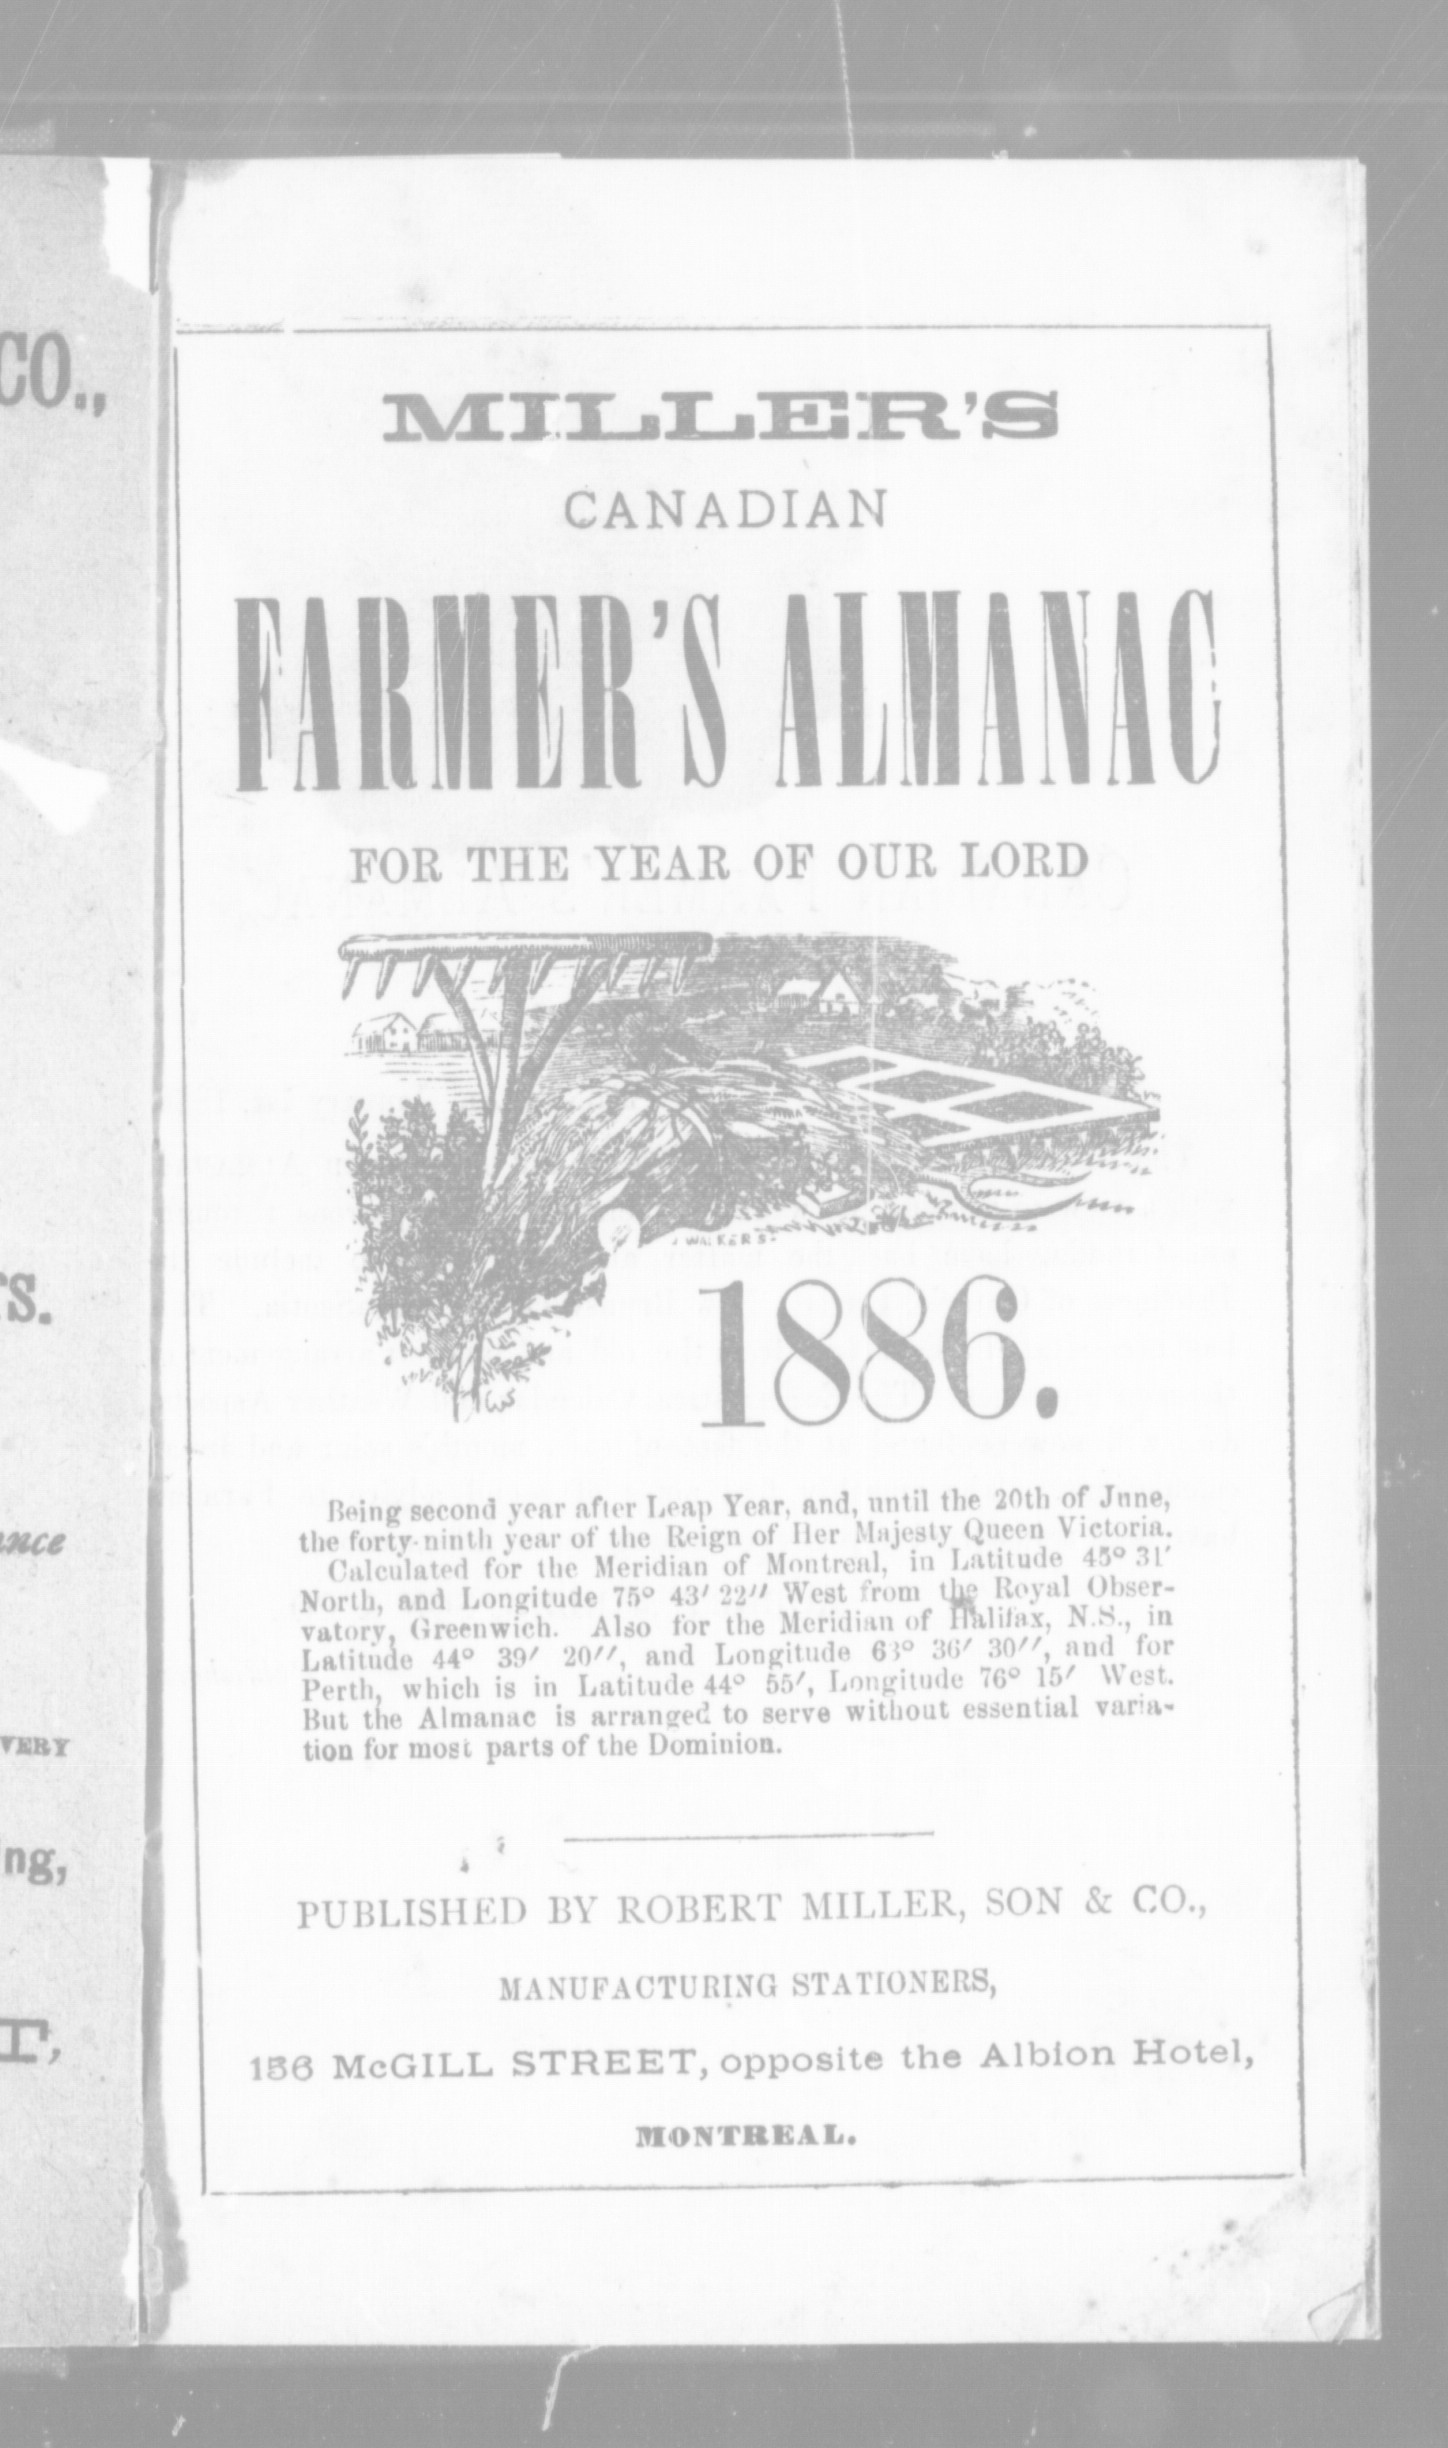 CO.,
TS.
ance
VERY
ing,
T,
MILLER'S
CANADIAN
FARMER'S ALMANAC
FOR THE YEAR OF OUR LORD
WALKERS
WS
1886.
Being second year after Leap Year, and, until the 20th of June,
the forty-ninth year of the Reign of Her Majesty Queen Victoria.
Calculated for the Meridian of Montreal, in Latitude 45° 31′
North, and Longitude 75° 43′ 22″ West from the Royal Obser-
vatory, Greenwich. Also for the Meridian of Halifax, N.S., in
Latitude 44° 39′ 20″, and Longitude 63° 36′ 30″, and for
Perth, which is in Latitude 44° 55′, Longitude 76° 15′ West.
But the Almanac is arranged to serve without essential varia-
tion for most parts of the Dominion.
PUBLISHED BY ROBERT MILLER, SON & CO.,
MANUFACTURING STATIONERS,
156 McGILL STREET, opposite the Albion Hotel,
MONTREAL.